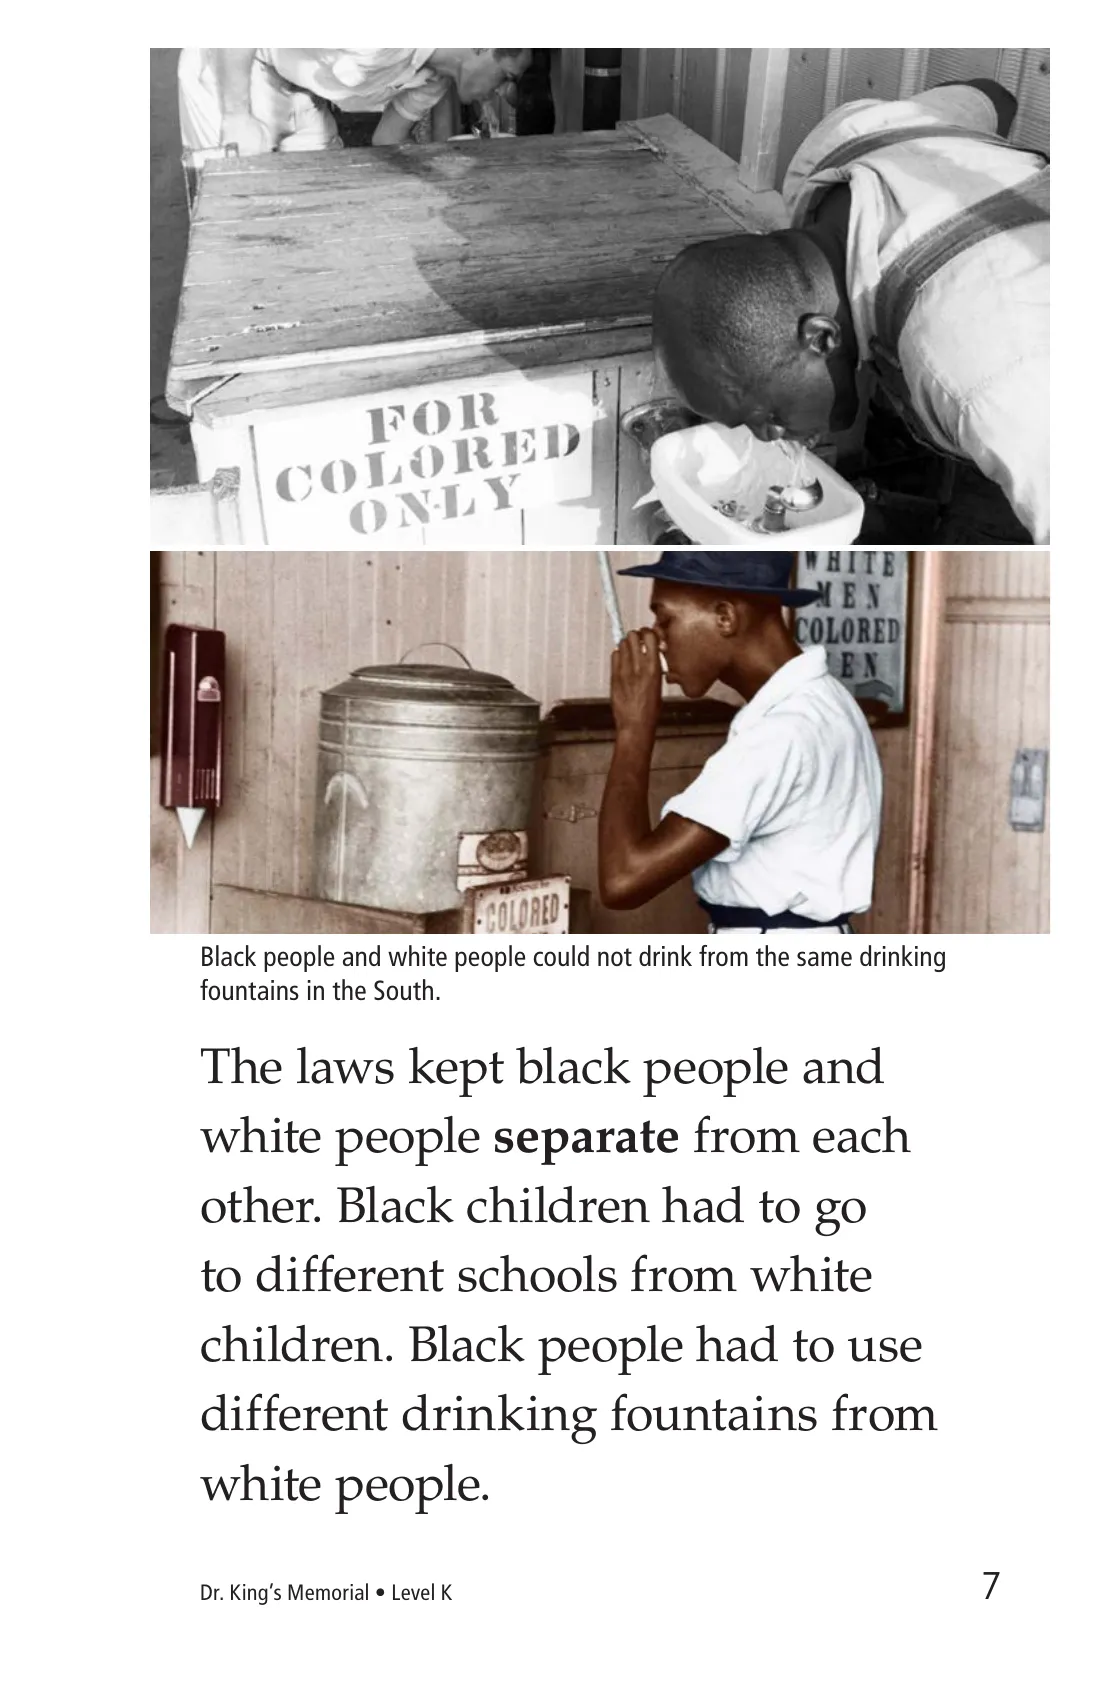 FOR
COLORED
ONLY
WHITE
MEN
COLORED
COLORED
Black people and white people could not drink from the same drinking
fountains in the South.
The laws kept black people and
white people separate from each
other. Black children had to go
to different schools from white
children. Black people had to use
different drinking fountains from
white people.
Dr. King’s Memorial • Level K
7